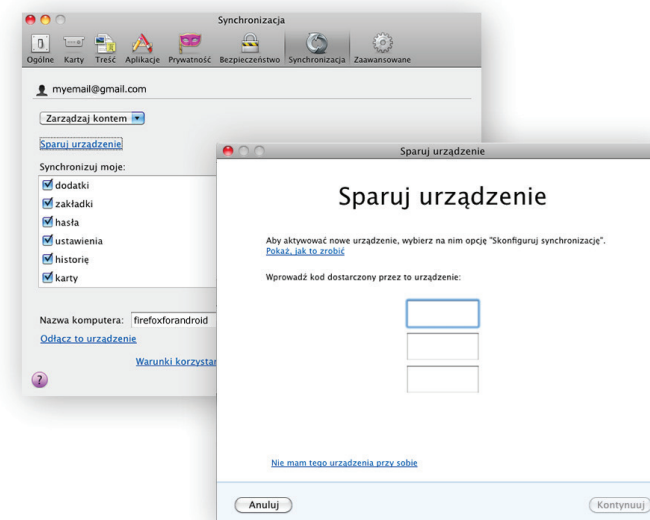 Synchronizacja
Ogólne Karty Treść Aplikacje Prywatność Bezpieczeństwo Synchronizacja Zaawansowane
myemail@gmail.com
Zarządzaj kontem
Sparuj urządzenie
Synchronizuj moje:
dodatki
zakładki
hasła
ustawienia
historię
karty
Nazwa komputera: firefoxforandroid
Odłącz to urządzenie
Warunki
?
Sparuj urządzenie
Sparuj urządzenie
Aby aktywować nowe urządzenie, wybierz na nim opcję "Skonfiguruj synchronizację".
Pokaż, jak to zrobić
Wprowadź kod dostarczony przez to urządzenie:
Nie mam tego urządzenia przy sobie
Anuluj
Kontynuuj